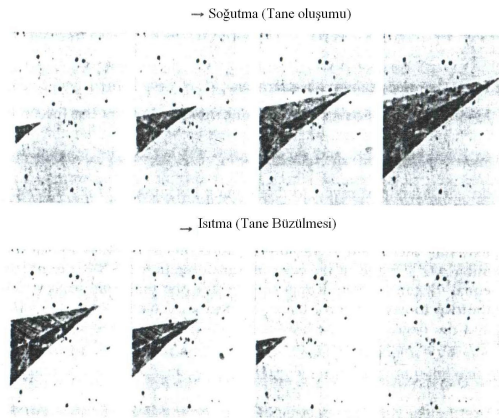 → Soğutma (Tane oluşumu)
→ Isıtma (Tane Büzülmesi)